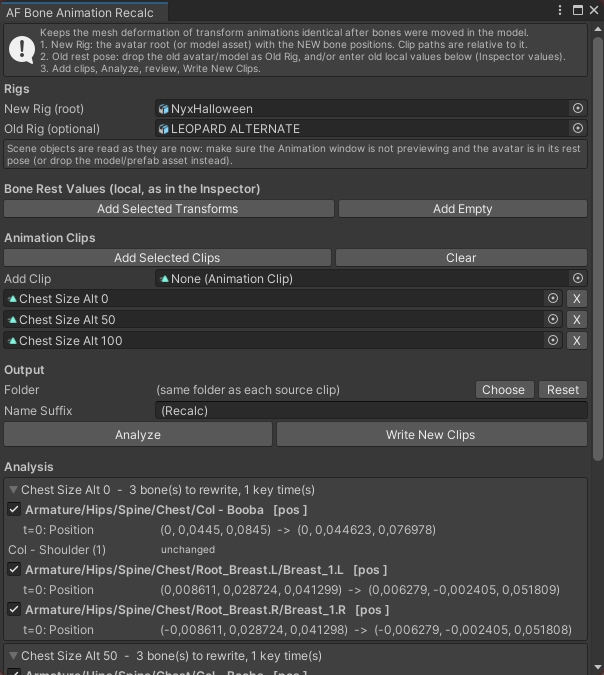 AF Bone Animation Recalc
Keeps the mesh deformation of transform animations identical after bones were moved in the model.
1. New Rig: the avatar root (or model asset) with the NEW bone positions. Clip paths are relative to it.
2. Old rest pose: drop the old avatar/model as Old Rig, and/or enter old local values below (Inspector values).
3. Add clips, Analyze, review, Write New Clips.
Rigs
New Rig (root) NyxHalloween
Old Rig (optional) LEOPARD ALTERNATE
Scene objects are read as they are now: make sure the Animation window is not previewing and the avatar is in its rest
pose (or drop the model/prefab asset instead).
Bone Rest Values (local, as in the Inspector)
Add Selected Transforms Add Empty
Animation Clips
Add Selected Clips Clear
Add Clip None (Animation Clip)
Chest Size Alt 0 X
Chest Size Alt 50 X
Chest Size Alt 100 X
Output
Folder (same folder as each source clip) Choose Reset
Name Suffix (Recalc)
Analyze Write New Clips
Analysis
Chest Size Alt 0 - 3 bone(s) to rewrite, 1 key time(s)
Armature/Hips/Spine/Chest/Col - Booba [pos ]
t=0: Position (0, 0,0445, 0,0845) -> (0, 0,044623, 0,076978)
Col - Shoulder (1) unchanged
Armature/Hips/Spine/Chest/Root_Breast.L/Breast_1.L [pos ]
t=0: Position (0,008611, 0,028724, 0,041299) -> (0,006279, -0,002405, 0,051809)
Armature/Hips/Spine/Chest/Root_Breast.R/Breast_1.R [pos ]
t=0: Position (-0,008611, 0,028724, 0,041298) -> (-0,006279, -0,002405, 0,051808)
Chest Size Alt 50 - 3 bone(s) to rewrite, 1 key time(s)
Armature/Hips/Spine/Chest/Col - Booba [pos ]